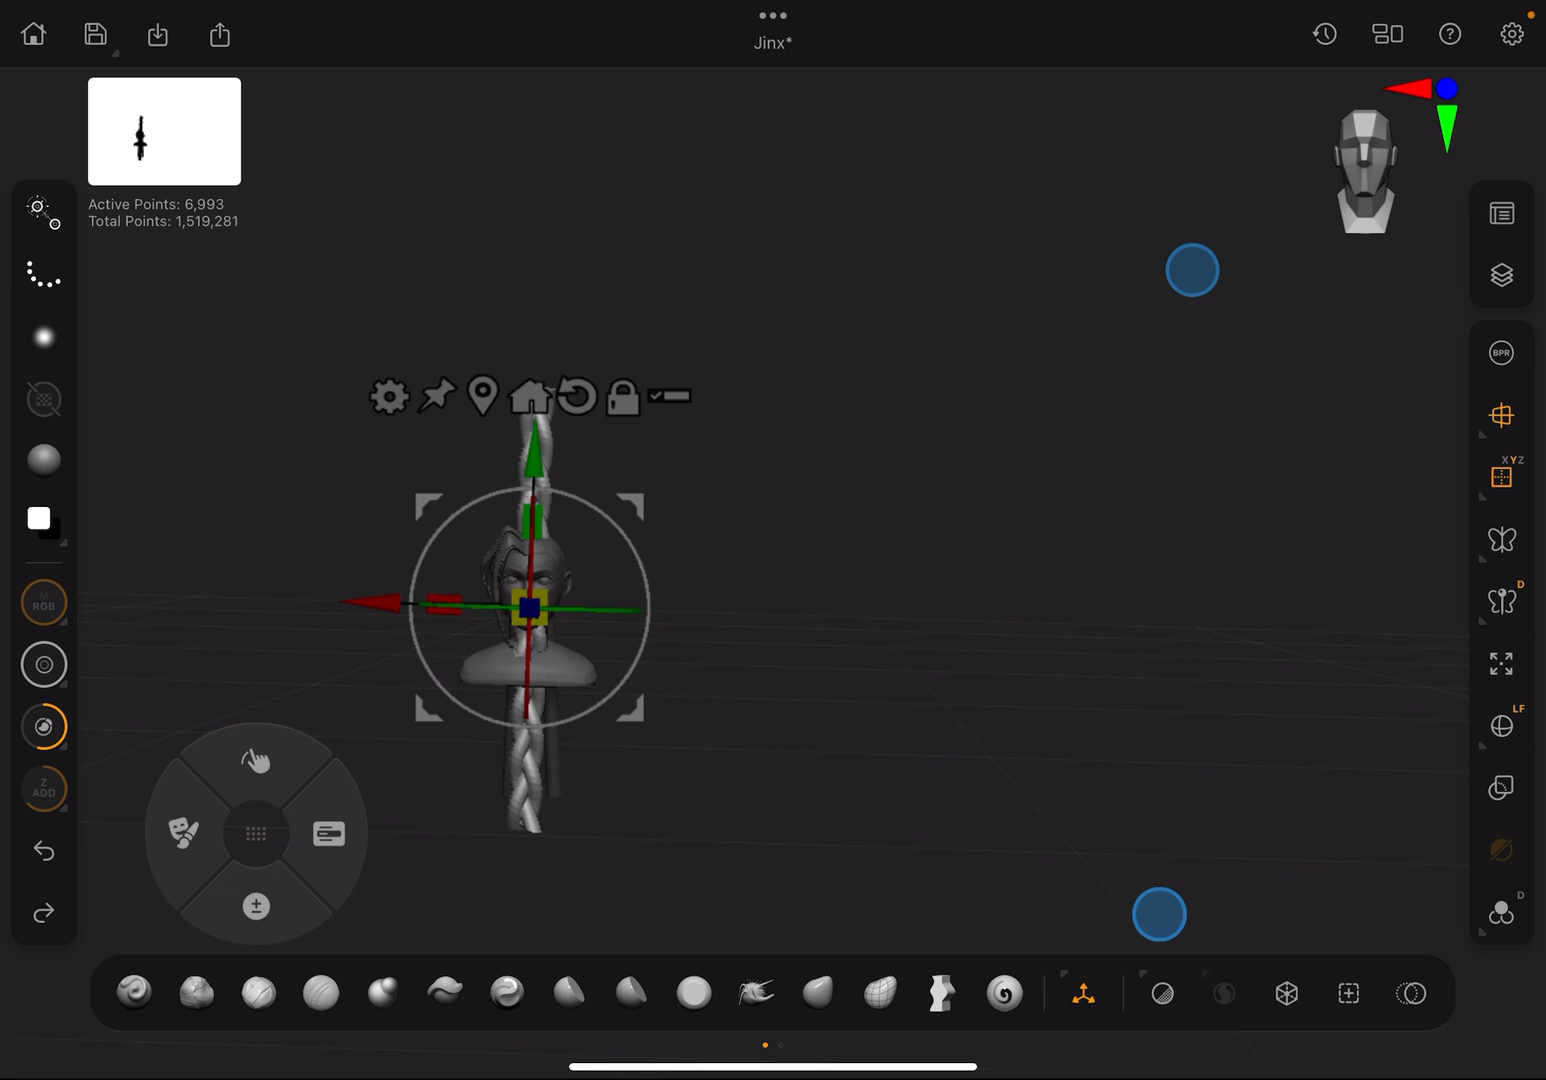 Jinx*
Active Points: 6,993
Total Points: 1,519,281
BPR
XYZ
D
LF
D
M
RGB
Z
ADD